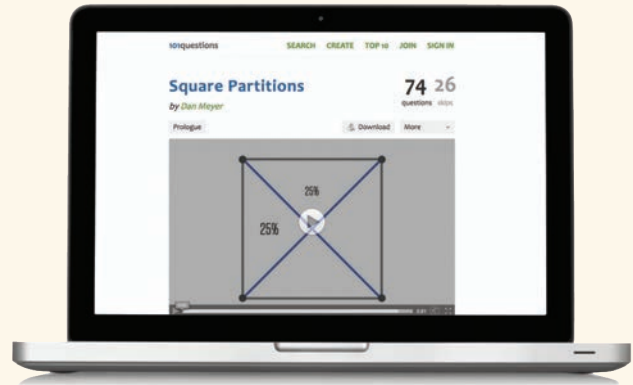 101questions
SEARCH CREATE TOP 10 JOIN SIGN IN
Square Partitions
74 26
by Dan Meyer
questions skips
Prologue
Download More
25%
25%